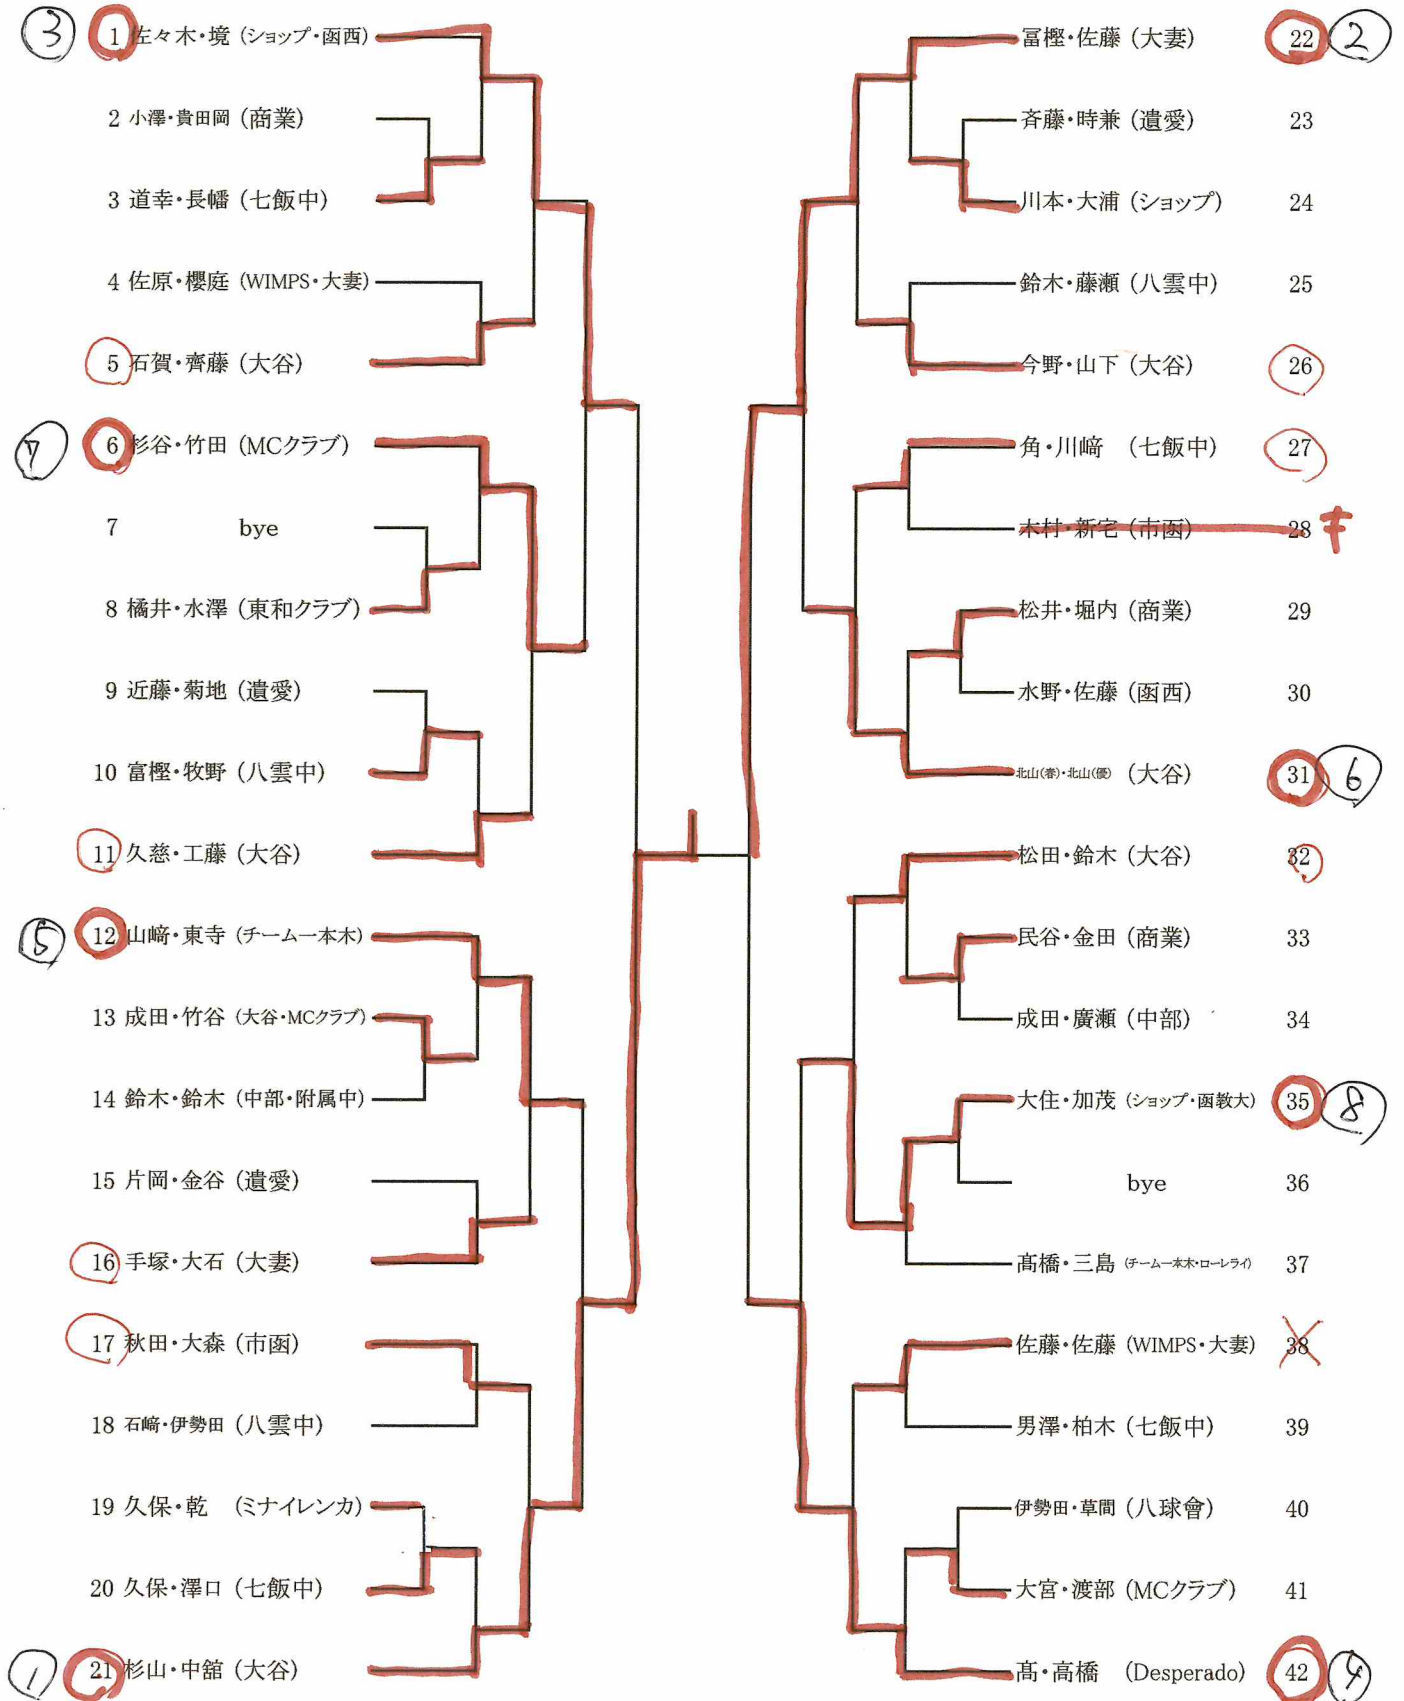 ③ 1 佐々木・境 (ショップ・函西)
2 小澤・貴田岡 (商業)
3 道幸・長幡 (七飯中)
4 佐原・櫻庭 (WIMPS・大妻)
5 石賀・齊藤 (大谷)
⑦ 6 杉谷・竹田 (MCクラブ)
7 bye
8 橘井・水澤 (東和クラブ)
9 近藤・菊地 (遺愛)
10 富樫・牧野 (八雲中)
11 久慈・工藤 (大谷)
⑤ 12 山﨑・東寺 (チーム一本木)
13 成田・竹谷 (大谷・MCクラブ)
14 鈴木・鈴木 (中部・附属中)
15 片岡・金谷 (遺愛)
16 手塚・大石 (大妻)
17 秋田・大森 (市函)
18 石﨑・伊勢田 (八雲中)
19 久保・乾 (ミナイレンカ)
20 久保・澤口 (七飯中)
① 21 杉山・中舘 (大谷)
冨樫・佐藤 (大妻) 22 ②
斉藤・時兼 (遺愛) 23
川本・大浦 (ショップ) 24
鈴木・藤瀬 (八雲中) 25
今野・山下 (大谷) 26
角・川﨑 (七飯中) 27
木村・新宅 (市函) 28 キ
松井・堀内 (商業) 29
水野・佐藤 (函西) 30
北山(春)・北山(優) (大谷) 31 ⑥
松田・鈴木 (大谷) 32
民谷・金田 (商業) 33
成田・廣瀬 (中部) 34
大住・加茂 (ショップ・函教大) 35 ⑧
bye 36
髙橋・三島 (チーム一本木・ローレライ) 37
佐藤・佐藤 (WIMPS・大妻) 38
男澤・柏木 (七飯中) 39
伊勢田・草間 (八球會) 40
大宮・渡部 (MCクラブ) 41
髙・高橋 (Desperado) 42 ④